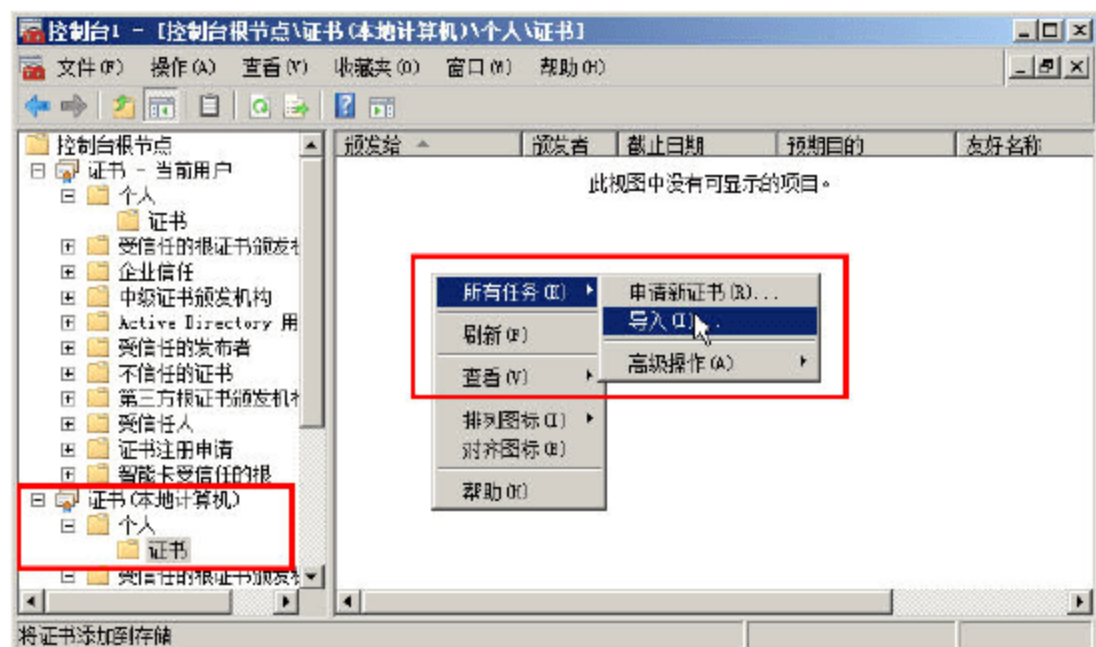 控制台1 - [控制台根节点\证书(本地计算机)\个人\证书]
文件(F) 操作(A) 查看(V) 收藏夹(O) 窗口(W) 帮助(H)
控制台根节点
颁发给 颁发者 截止日期 预期目的 友好名称
证书 - 当前用户
此视图中没有可显示的项目。
个人
证书
受信任的根证书颁发
企业信任
中级证书颁发机构
Active Directory 用
受信任的发布者
不信任的证书
第三方根证书颁发机
受信任人
证书注册申请
智能卡受信任的根
证书(本地计算机)
个人
证书
受信任的根证书颁发
所有任务(K)
刷新(F)
查看(V)
排列图标(I)
对齐图标(E)
帮助(H)
申请新证书(R)...
导入(I)...
高级操作(A)
将证书添加到存储